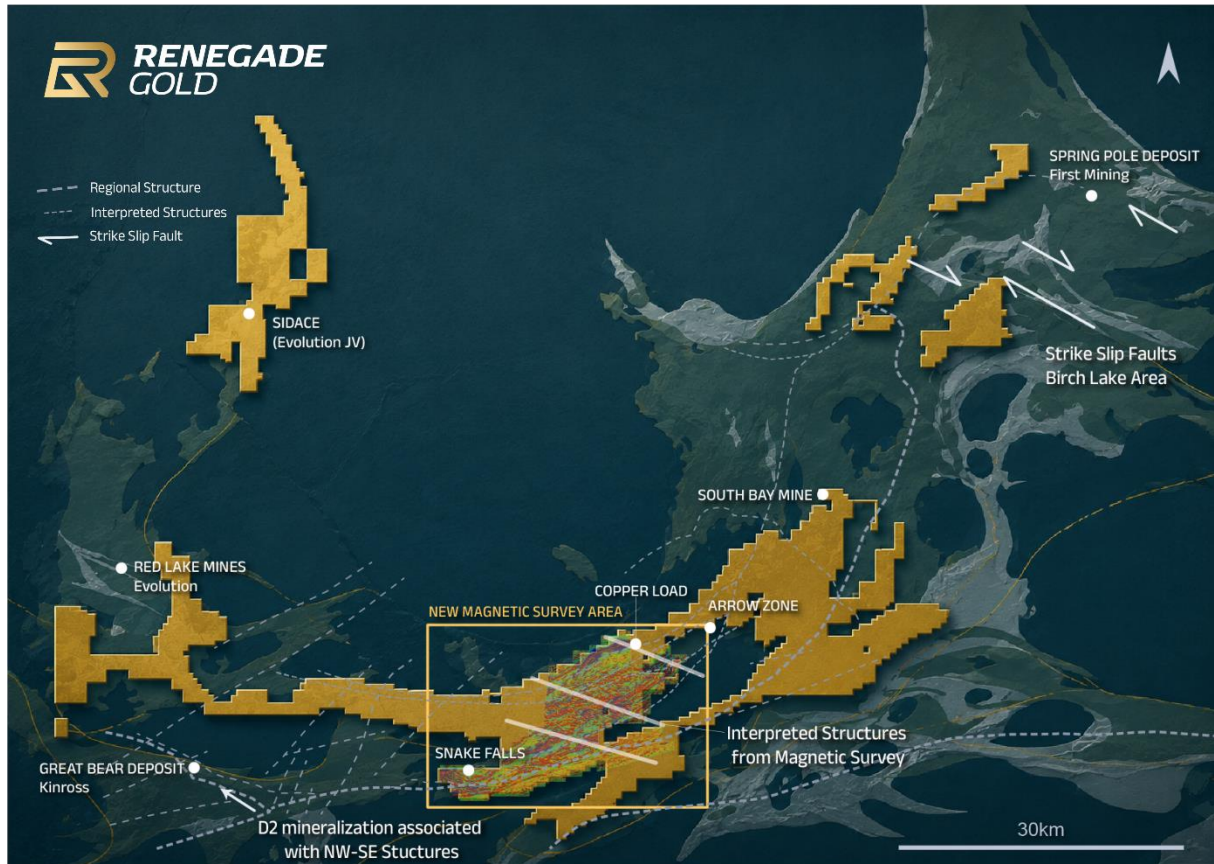 RENEGADE
GOLD
Regional Structure
Interpreted Structures
Strike Slip Fault
SPRING POLE DEPOSIT
First Mining
SIDACE
(Evolution JV)
Strike Slip Faults
Birch Lake Area
SOUTH BAY MINE
RED LAKE MINES
Evolution
COPPER LOAD
NEW MAGNETIC SURVEY AREA
ARROW ZONE
Interpreted Structures
from Magnetic Survey
SNAKE FALLS
GREAT BEAR DEPOSIT
Kinross
D2 mineralization associated
with NW-SE Stuctures
30km